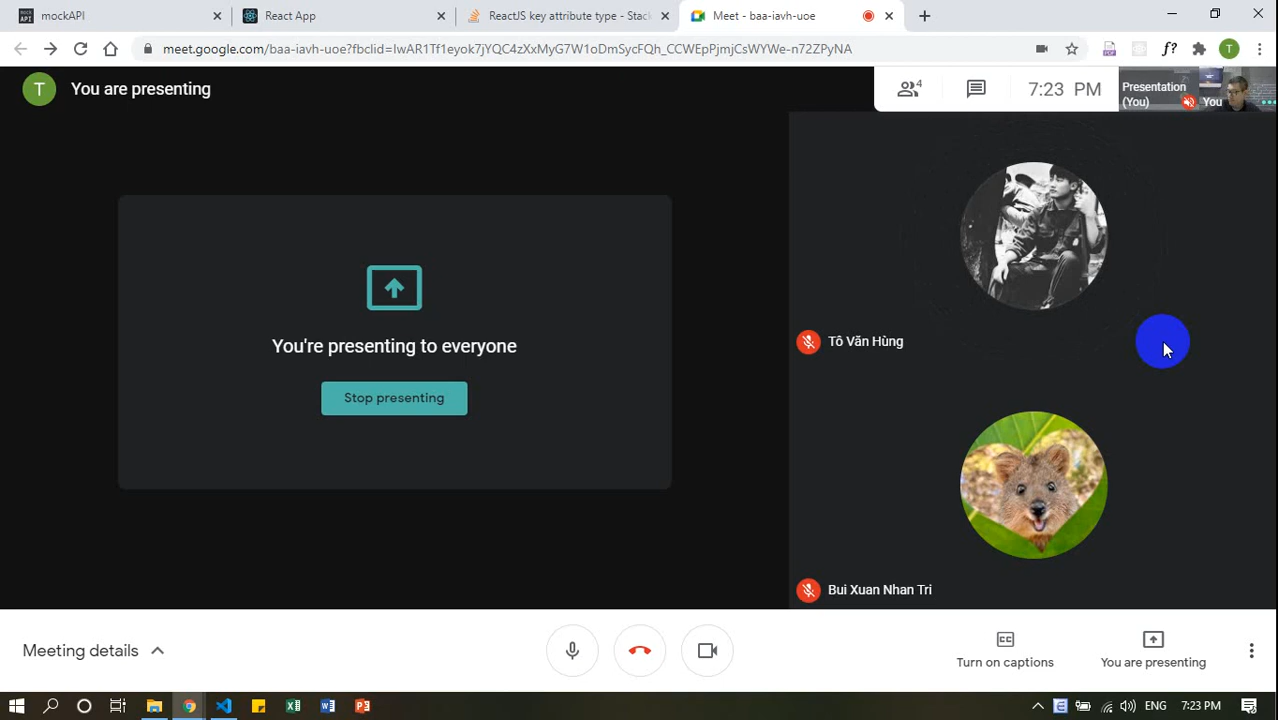 mockAPI
React App
ReactJS key attribute type - Stack
Meet - baa-iavh-uoe
meet.google.com/baa-iavh-uoe?fbclid=IwAR1Tf1eyok7jYQC4zXxMyG7W1oDmSycFQh_CCWEpPjmjCsWYWe-n72ZPyNA
T
T You are presenting
4
7:23 PM
Presentation
(You)
You
You're presenting to everyone
Stop presenting
Tô Văn Hùng
Bui Xuan Nhan Tri
Meeting details
CC
Turn on captions
You are presenting
ENG
7:23 PM